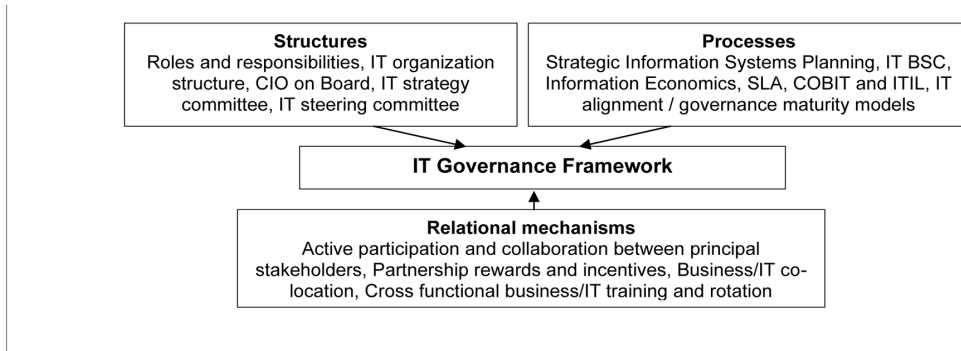 Structures
Roles and responsibilities, IT organization
structure, CIO on Board, IT strategy
committee, IT steering committee
Processes
Strategic Information Systems Planning, IT BSC,
Information Economics, SLA, COBIT and ITIL, IT
alignment / governance maturity models
IT Governance Framework
Relational mechanisms
Active participation and collaboration between principal
stakeholders, Partnership rewards and incentives, Business/IT co-
location, Cross functional business/IT training and rotation